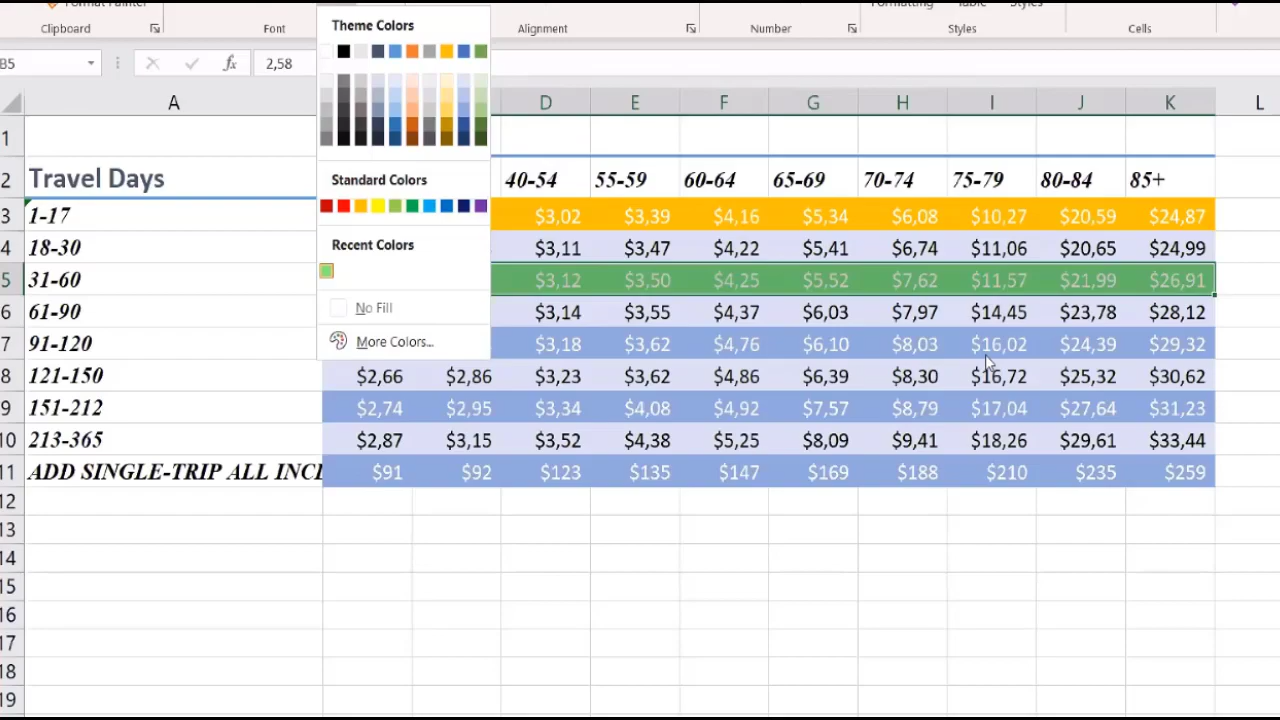 Format Painter
Formatting Table Styles
Clipboard Font Alignment Number Styles Cells
B5 fx 2,58
Theme Colors
Standard Colors
Recent Colors
No Fill
More Colors...
A D E F G H I J K L
1
2 Travel Days 40-54 55-59 60-64 65-69 70-74 75-79 80-84 85+
3 1-17 $3,02 $3,39 $4,16 $5,34 $6,08 $10,27 $20,59 $24,87
4 18-30 $3,11 $3,47 $4,22 $5,41 $6,74 $11,06 $20,65 $24,99
5 31-60 $3,12 $3,50 $4,25 $5,52 $7,62 $11,57 $21,99 $26,91
6 61-90 $3,14 $3,55 $4,37 $6,03 $7,97 $14,45 $23,78 $28,12
7 91-120 $3,18 $3,62 $4,76 $6,10 $8,03 $16,02 $24,39 $29,32
8 121-150 $2,66 $2,86 $3,23 $3,62 $4,86 $6,39 $8,30 $16,72 $25,32 $30,62
9 151-212 $2,74 $2,95 $3,34 $4,08 $4,92 $7,57 $8,79 $17,04 $27,64 $31,23
10 213-365 $2,87 $3,15 $3,52 $4,38 $5,25 $8,09 $9,41 $18,26 $29,61 $33,44
11 ADD SINGLE-TRIP ALL INCL $91 $92 $123 $135 $147 $169 $188 $210 $235 $259
12
13
14
15
16
17
18
19